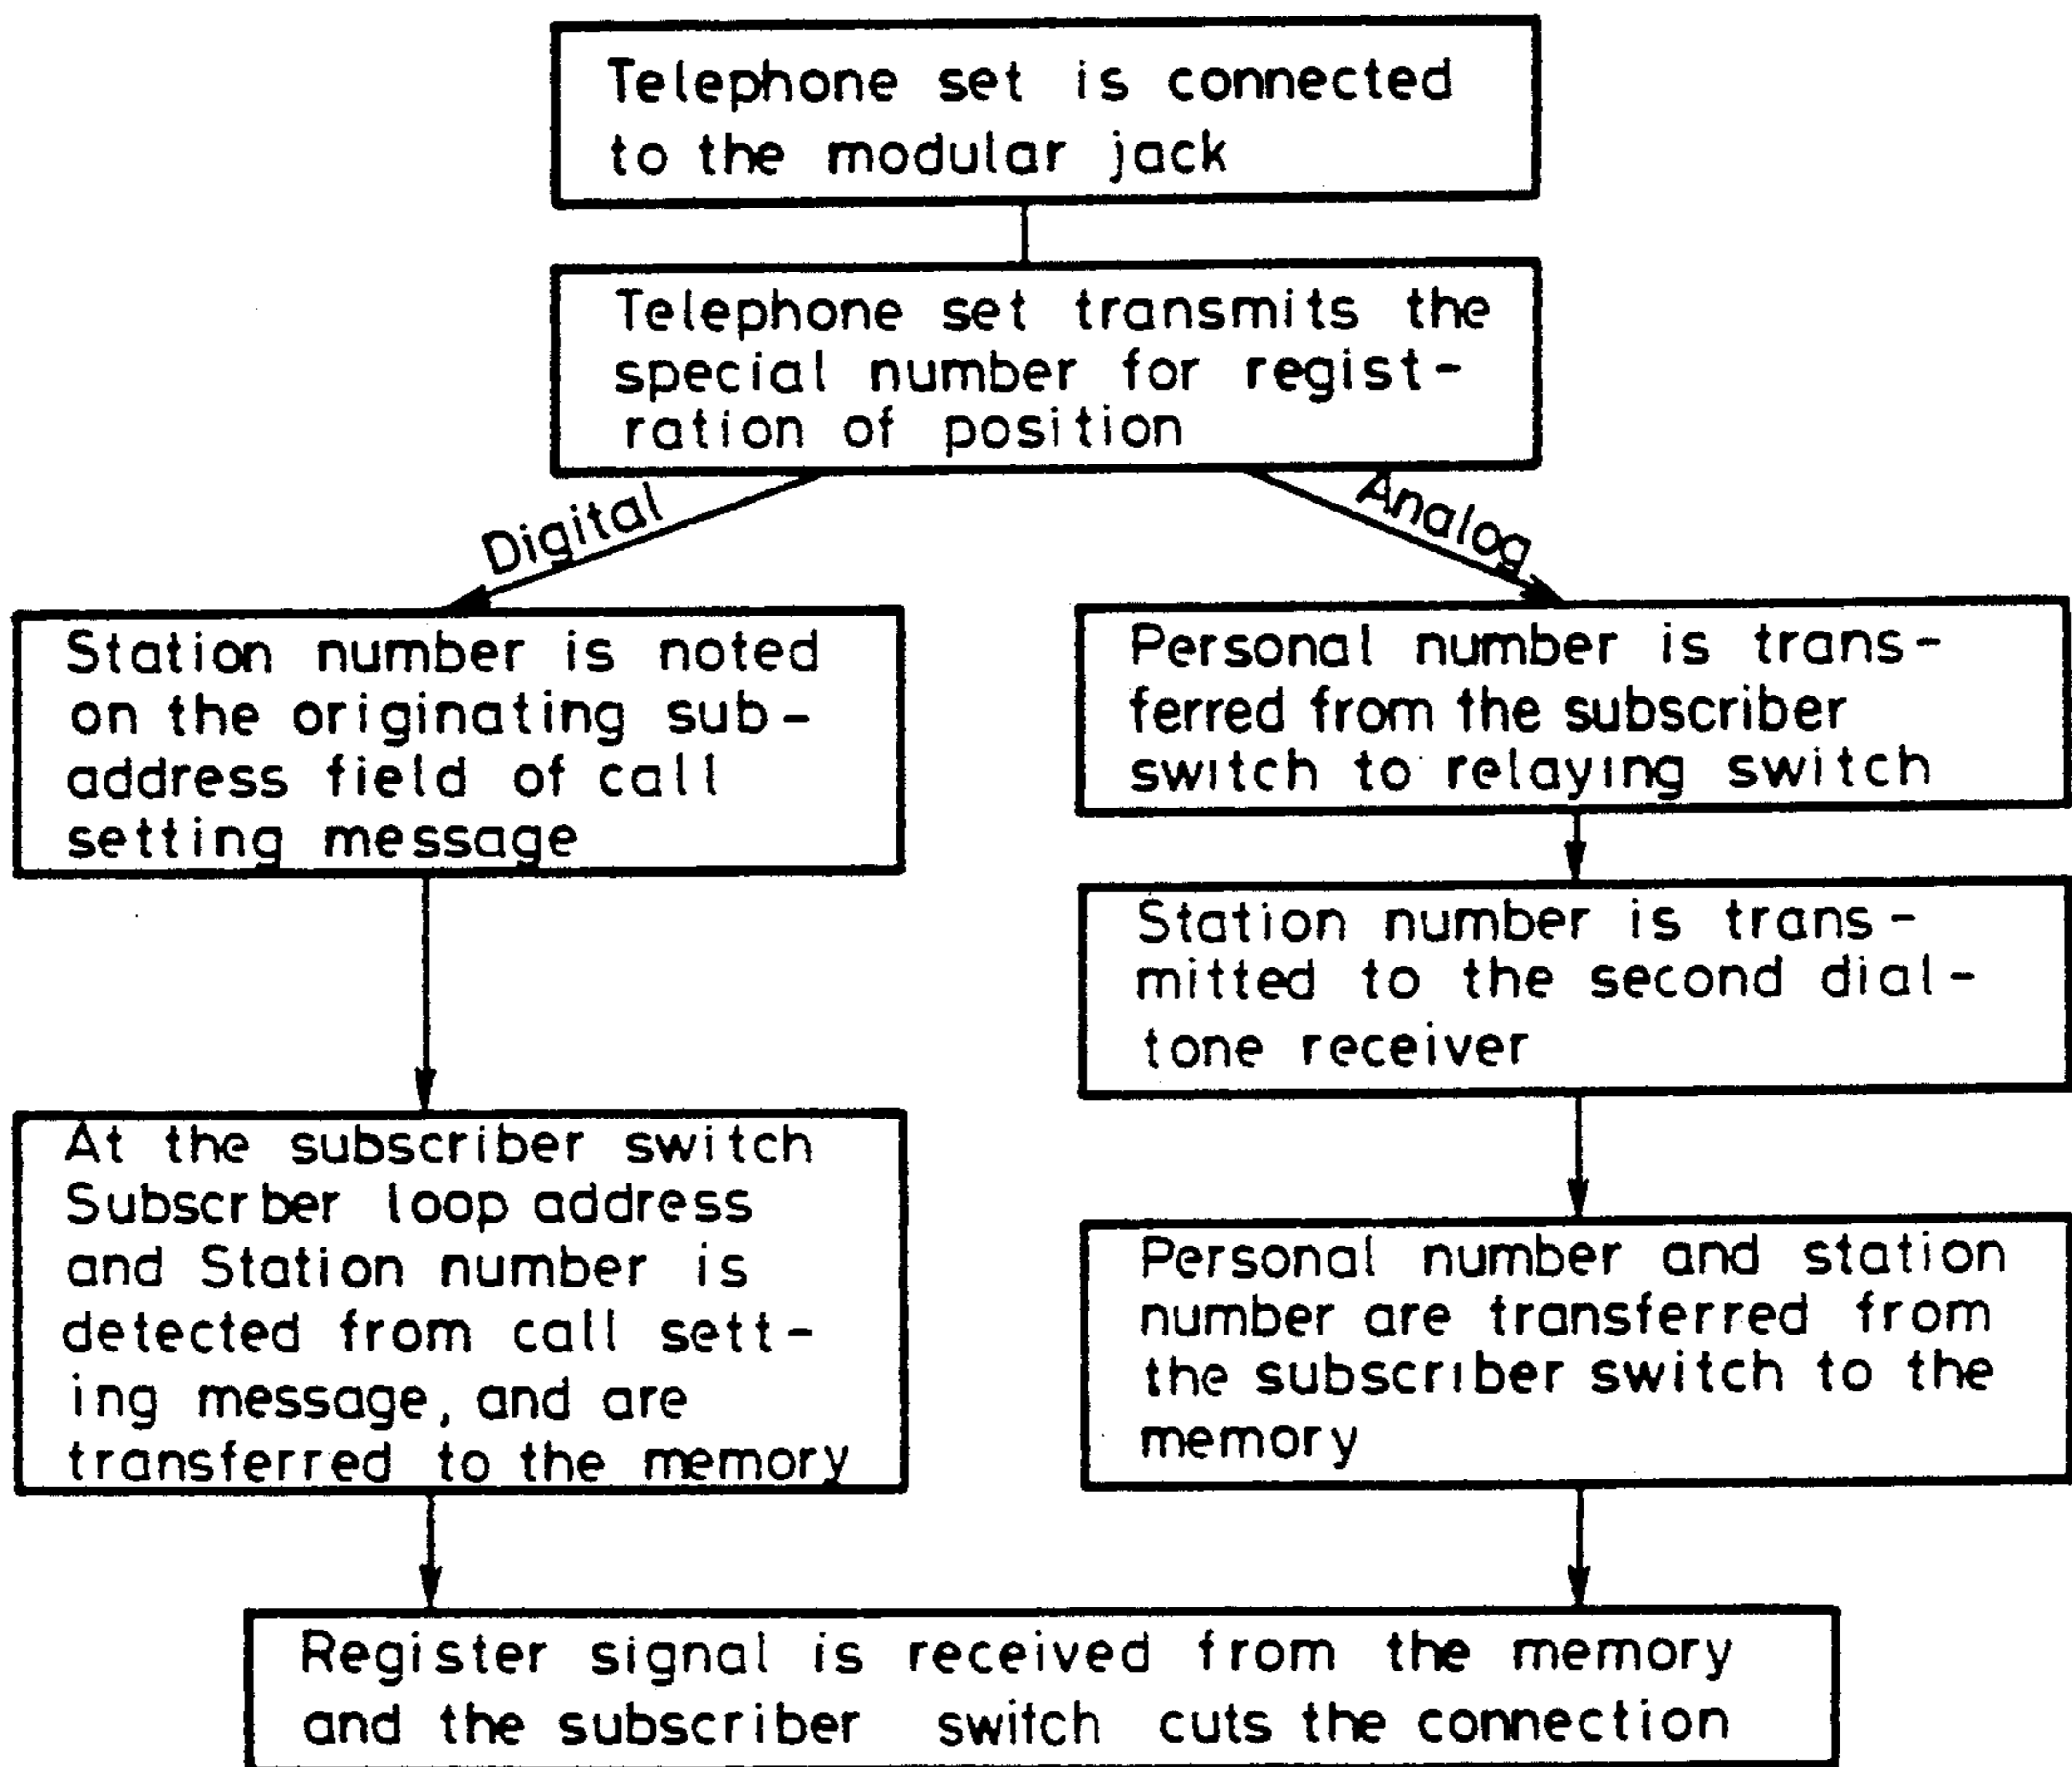 Telephone set is connected
to the modular jack
Telephone set transmits the
special number for regist-
ration of position
Digital
Analog
Station number is noted
on the originating sub-
address field of call
setting message
Personal number is trans-
ferred from the subscriber
switch to relaying switch
Station number is trans-
mitted to the second dial-
tone receiver
At the subscriber switch
Subscrber loop address
and Station number is
detected from call sett-
ing message, and are
transferred to the memory
Personal number and station
number are transferred from
the subscriber switch to the
memory
Register signal is received from the memory
and the subscriber switch cuts the connection